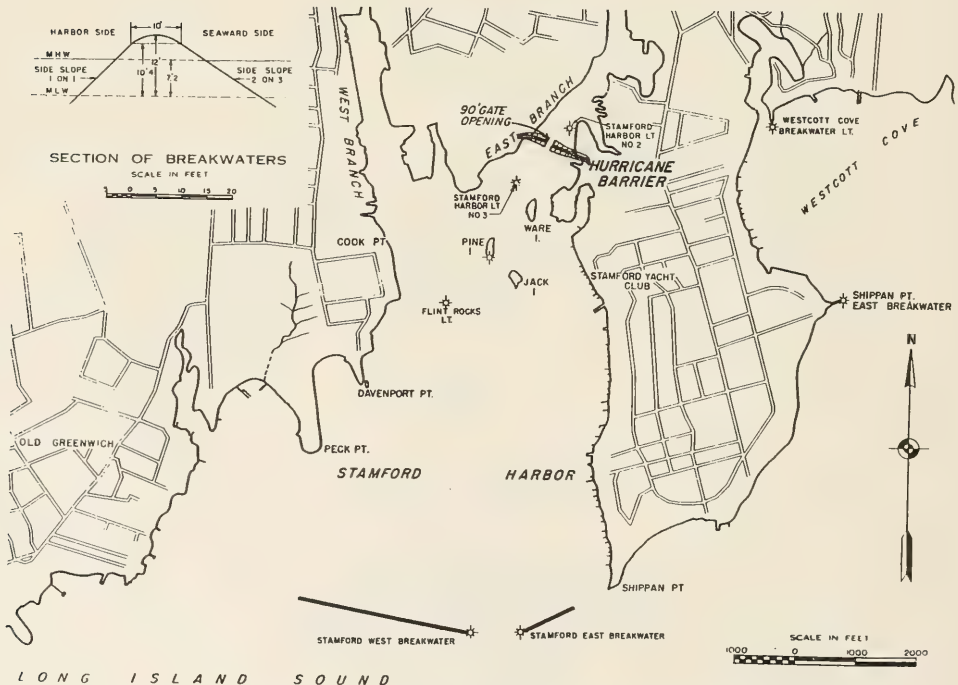 10'
HARBOR SIDE
SEAWARD SIDE
MHW
12'
SIDE SLOPE
1 ON 1
10'4
7'2
SIDE SLOPE
2 ON 3
MLW
SECTION OF BREAKWATERS
SCALE IN FEET
5 0 5 10 15 20
WEST BRANCH
90' GATE
OPENING
EAST BRANCH
STAMFORD
HARBOR LT
NO 2
HURRICANE
BARRIER
STAMFORD
HARBOR LT
NO 3
WARE
I.
PINE
I
JACK
I
COOK PT
FLINT ROCKS
LT.
STAMFORD YACHT
CLUB
WESTCOTT COVE
BREAKWATER LT.
WESTCOTT COVE
SHIPPAN PT.
EAST BREAKWATER
N
DAVENPORT PT.
PECK PT.
OLD GREENWICH
STAMFORD HARBOR
SHIPPAN PT
STAMFORD WEST BREAKWATER
STAMFORD EAST BREAKWATER
SCALE IN FEET
1000 0 1000 2000
LONG ISLAND SOUND